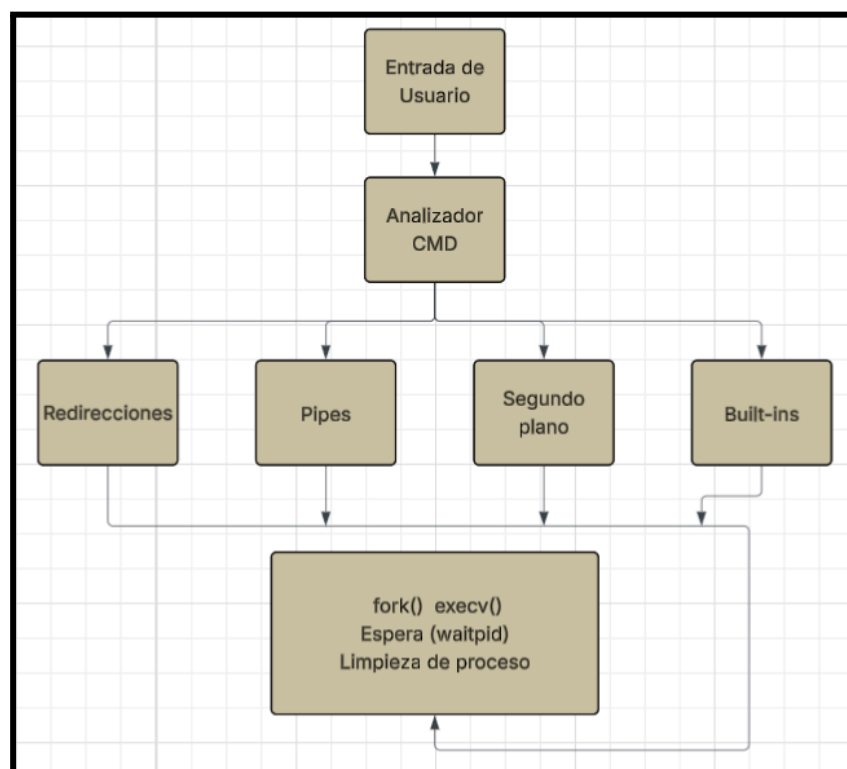 Entrada de
Usuario
Analizador
CMD
Redirecciones
Pipes
Segundo
plano
Built-ins
fork() execv()
Espera (waitpid)
Limpieza de proceso